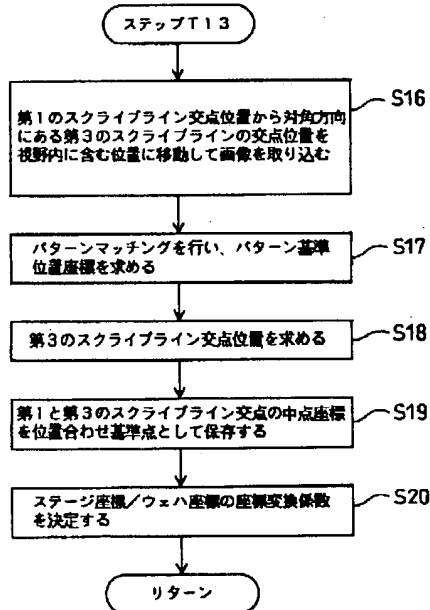 ステップT13
第1のスクライブライン交点位置から対角方向
にある第3のスクライブラインの交点位置を
視野内に含む位置に移動して画像を取り込む
S16
パターンマッチングを行い、パターン基準
位置座標を求める
S17
第3のスクライブライン交点位置を求める
S18
第1と第3のスクライブライン交点の中点座標
を位置合わせ基準点として保存する
S19
ステージ座標／ウェハ座標の座標変換係数
を決定する
S20
リターン